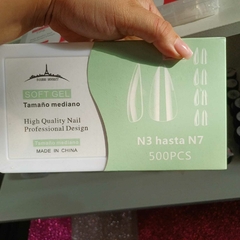 SOFT GEL
Tamaño mediano
High Quality Nail
Professional Design
MADE IN CHINA
N3 hasta N7
500PCS